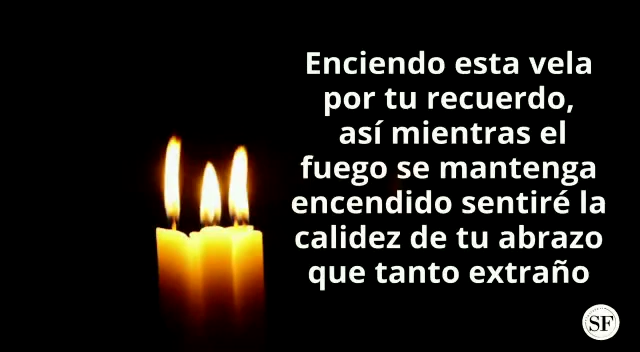 Enciendo esta vela
por tu recuerdo,
así mientras el
fuego se mantenga
encendido sentiré la
calidez de tu abrazo
que tanto extraño
SF